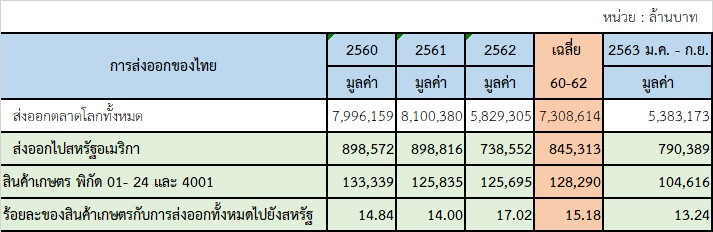 หน่วย : ล้านบาท
การส่งออกของไทย 2560 2561 2562 เฉลี่ย 60-62 2563 ม.ค. - ก.ย.
มูลค่า มูลค่า มูลค่า มูลค่า
ส่งออกตลาดโลกทั้งหมด 7,996,159 8,100,380 5,829,305 7,308,614 5,383,173
ส่งออกไปสหรัฐอเมริกา 898,572 898,816 738,552 845,313 790,389
สินค้าเกษตร พิกัด 01- 24 และ 4001 133,339 125,835 125,695 128,290 104,616
ร้อยละของสินค้าเกษตรกับการส่งออกทั้งหมดไปยังสหรัฐ 14.84 14.00 17.02 15.18 13.24